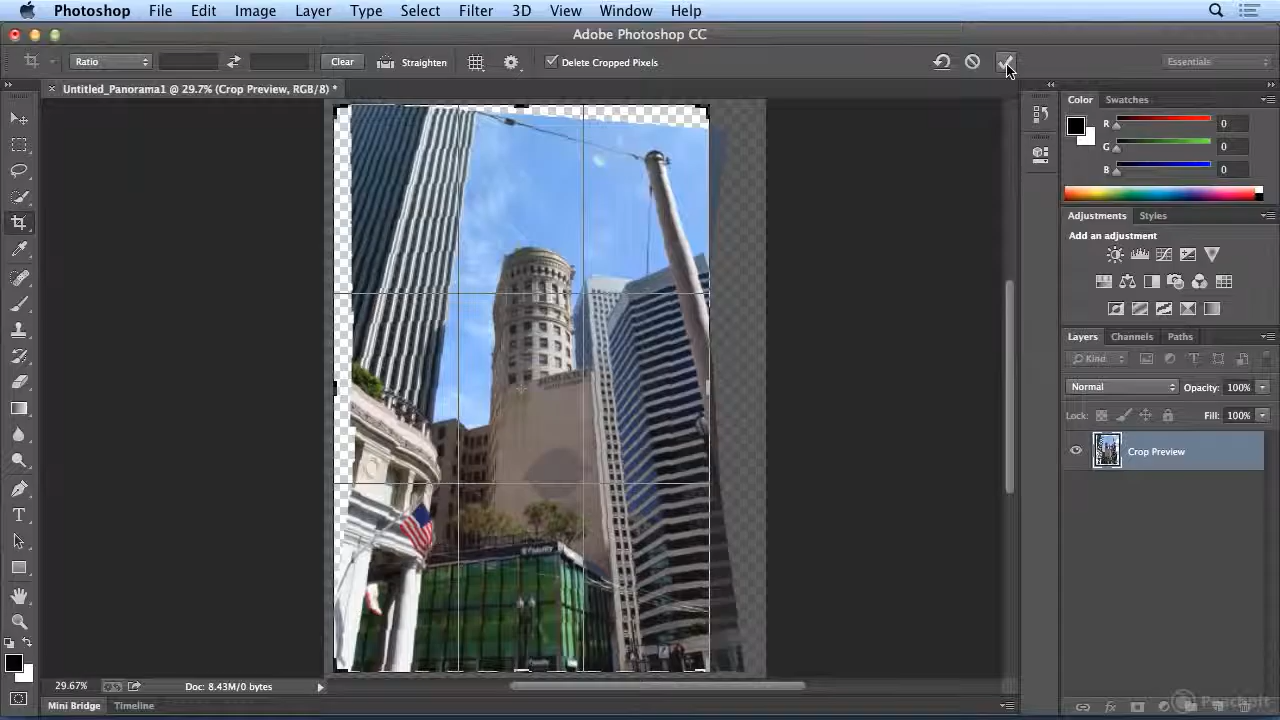 Photoshop File Edit Image Layer Type Select Filter 3D View Window Help
Adobe Photoshop CC
Ratio Clear Straighten Delete Cropped Pixels Essentials
× Untitled_Panorama1 @ 29.7% (Crop Preview, RGB/8) *
Color Swatches
R 0
G 0
B 0
Adjustments Styles
Add an adjustment
Layers Channels Paths
Kind
Normal Opacity: 100%
Lock: Fill: 100%
Crop Preview
Fidelity
29.67% Doc: 8.43M/0 bytes
Mini Bridge Timeline